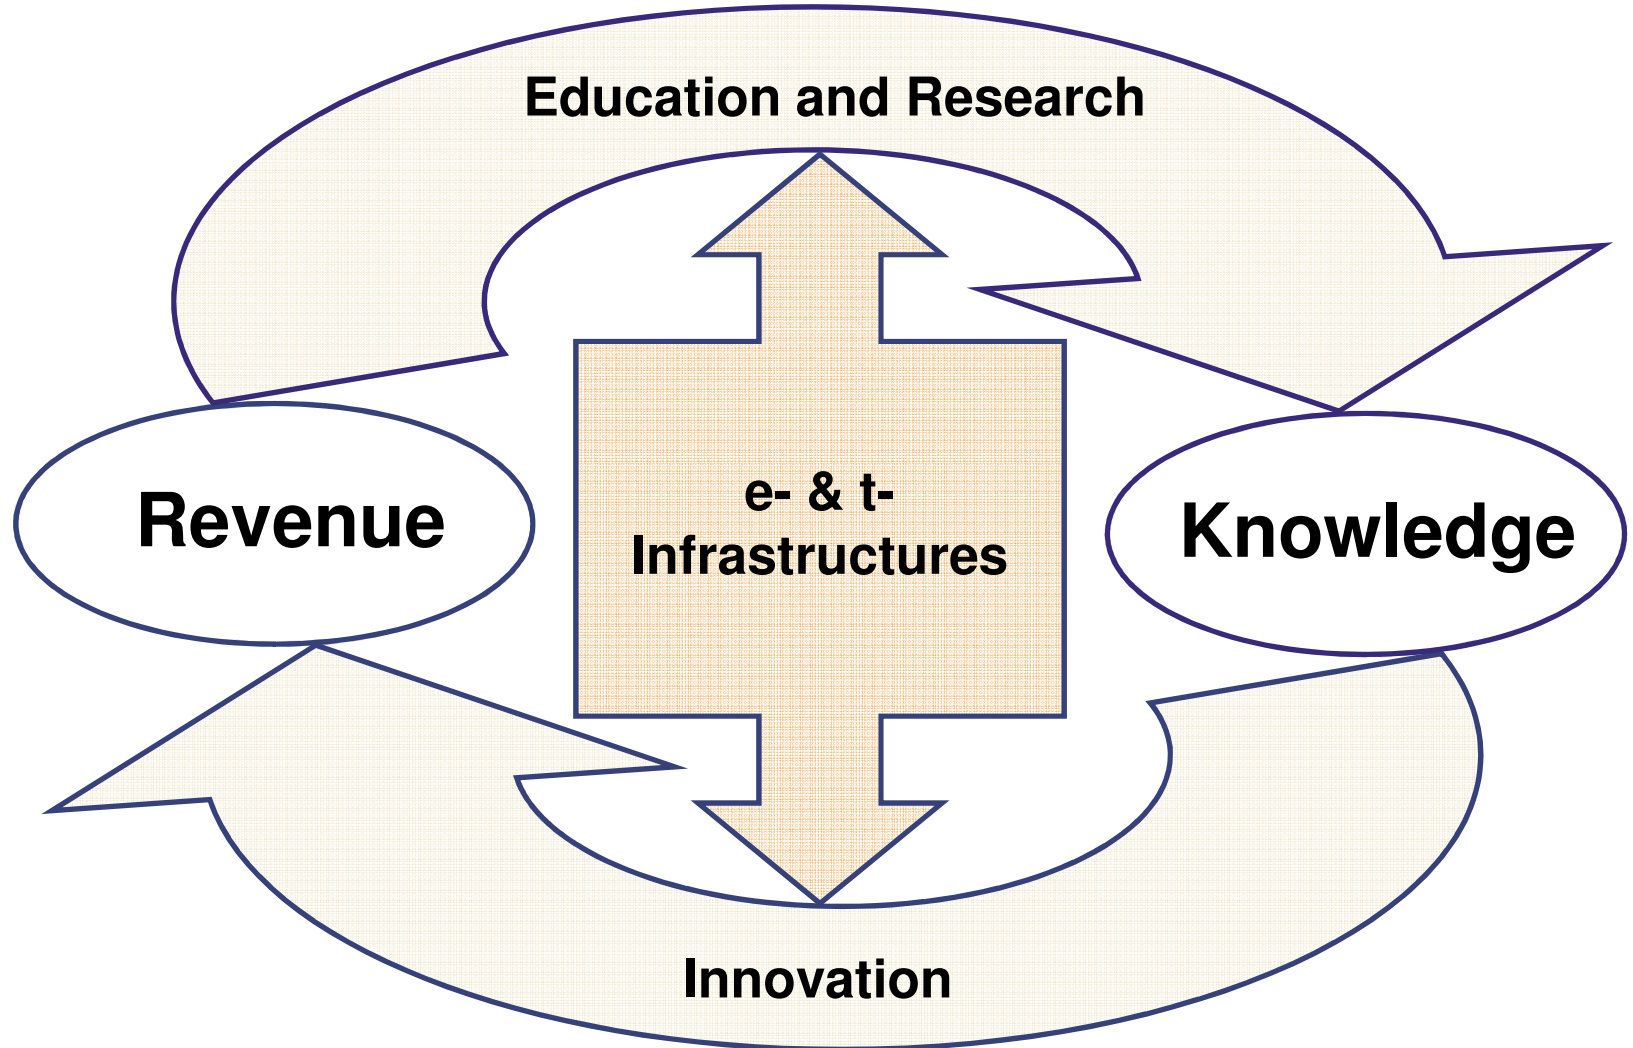 Education and Research
Revenue
e- & t-
Infrastructures
Knowledge
Innovation